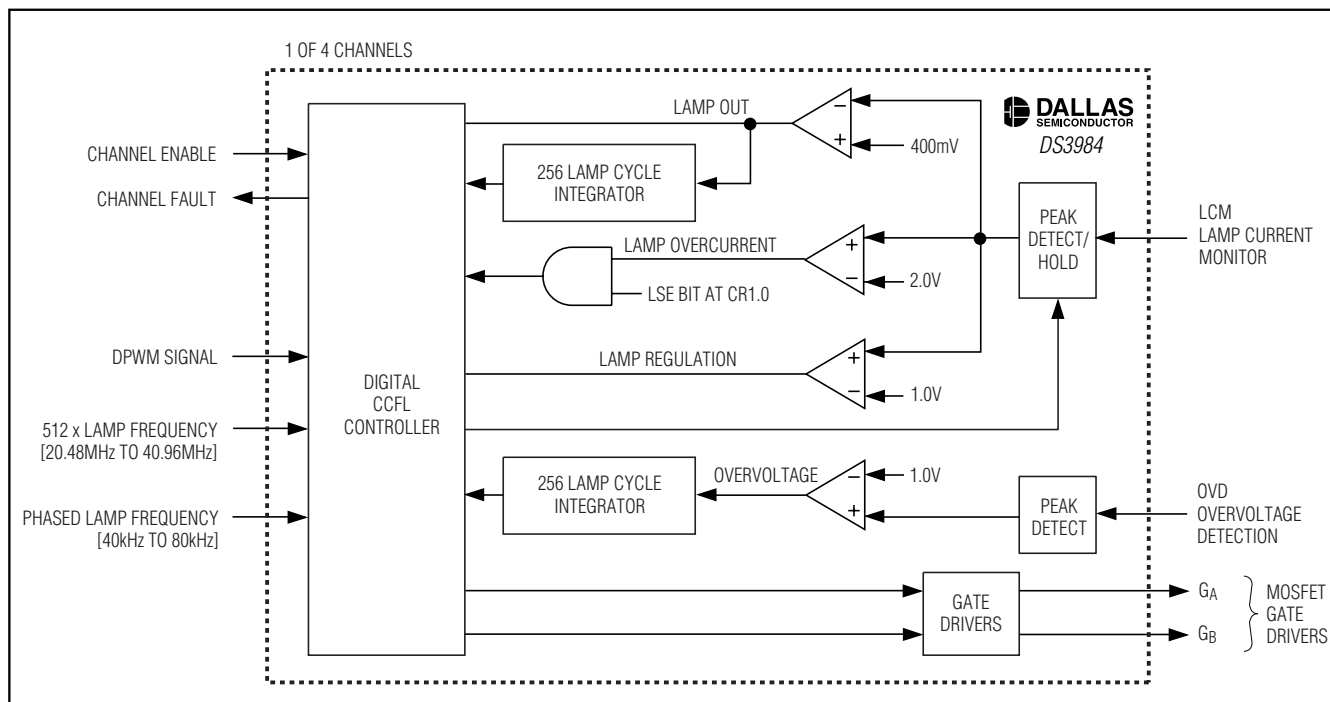 1 OF 4 CHANNELS
DALLAS
SEMICONDUCTOR
DS3984
CHANNEL ENABLE
CHANNEL FAULT
DPWM SIGNAL
512 x LAMP FREQUENCY
[20.48MHz TO 40.96MHz]
PHASED LAMP FREQUENCY
[40kHz TO 80kHz]
DIGITAL
CCFL
CONTROLLER
LAMP OUT
−
+
400mV
256 LAMP CYCLE
INTEGRATOR
LAMP OVERCURRENT
+
−
2.0V
LSE BIT AT CR1.0
LAMP REGULATION
+
−
1.0V
PEAK
DETECT/
HOLD
LCM
LAMP CURRENT
MONITOR
256 LAMP CYCLE
INTEGRATOR
OVERVOLTAGE
−
+
1.0V
PEAK
DETECT
OVD
OVERVOLTAGE
DETECTION
GATE
DRIVERS
GA
GB
MOSFET
GATE
DRIVERS